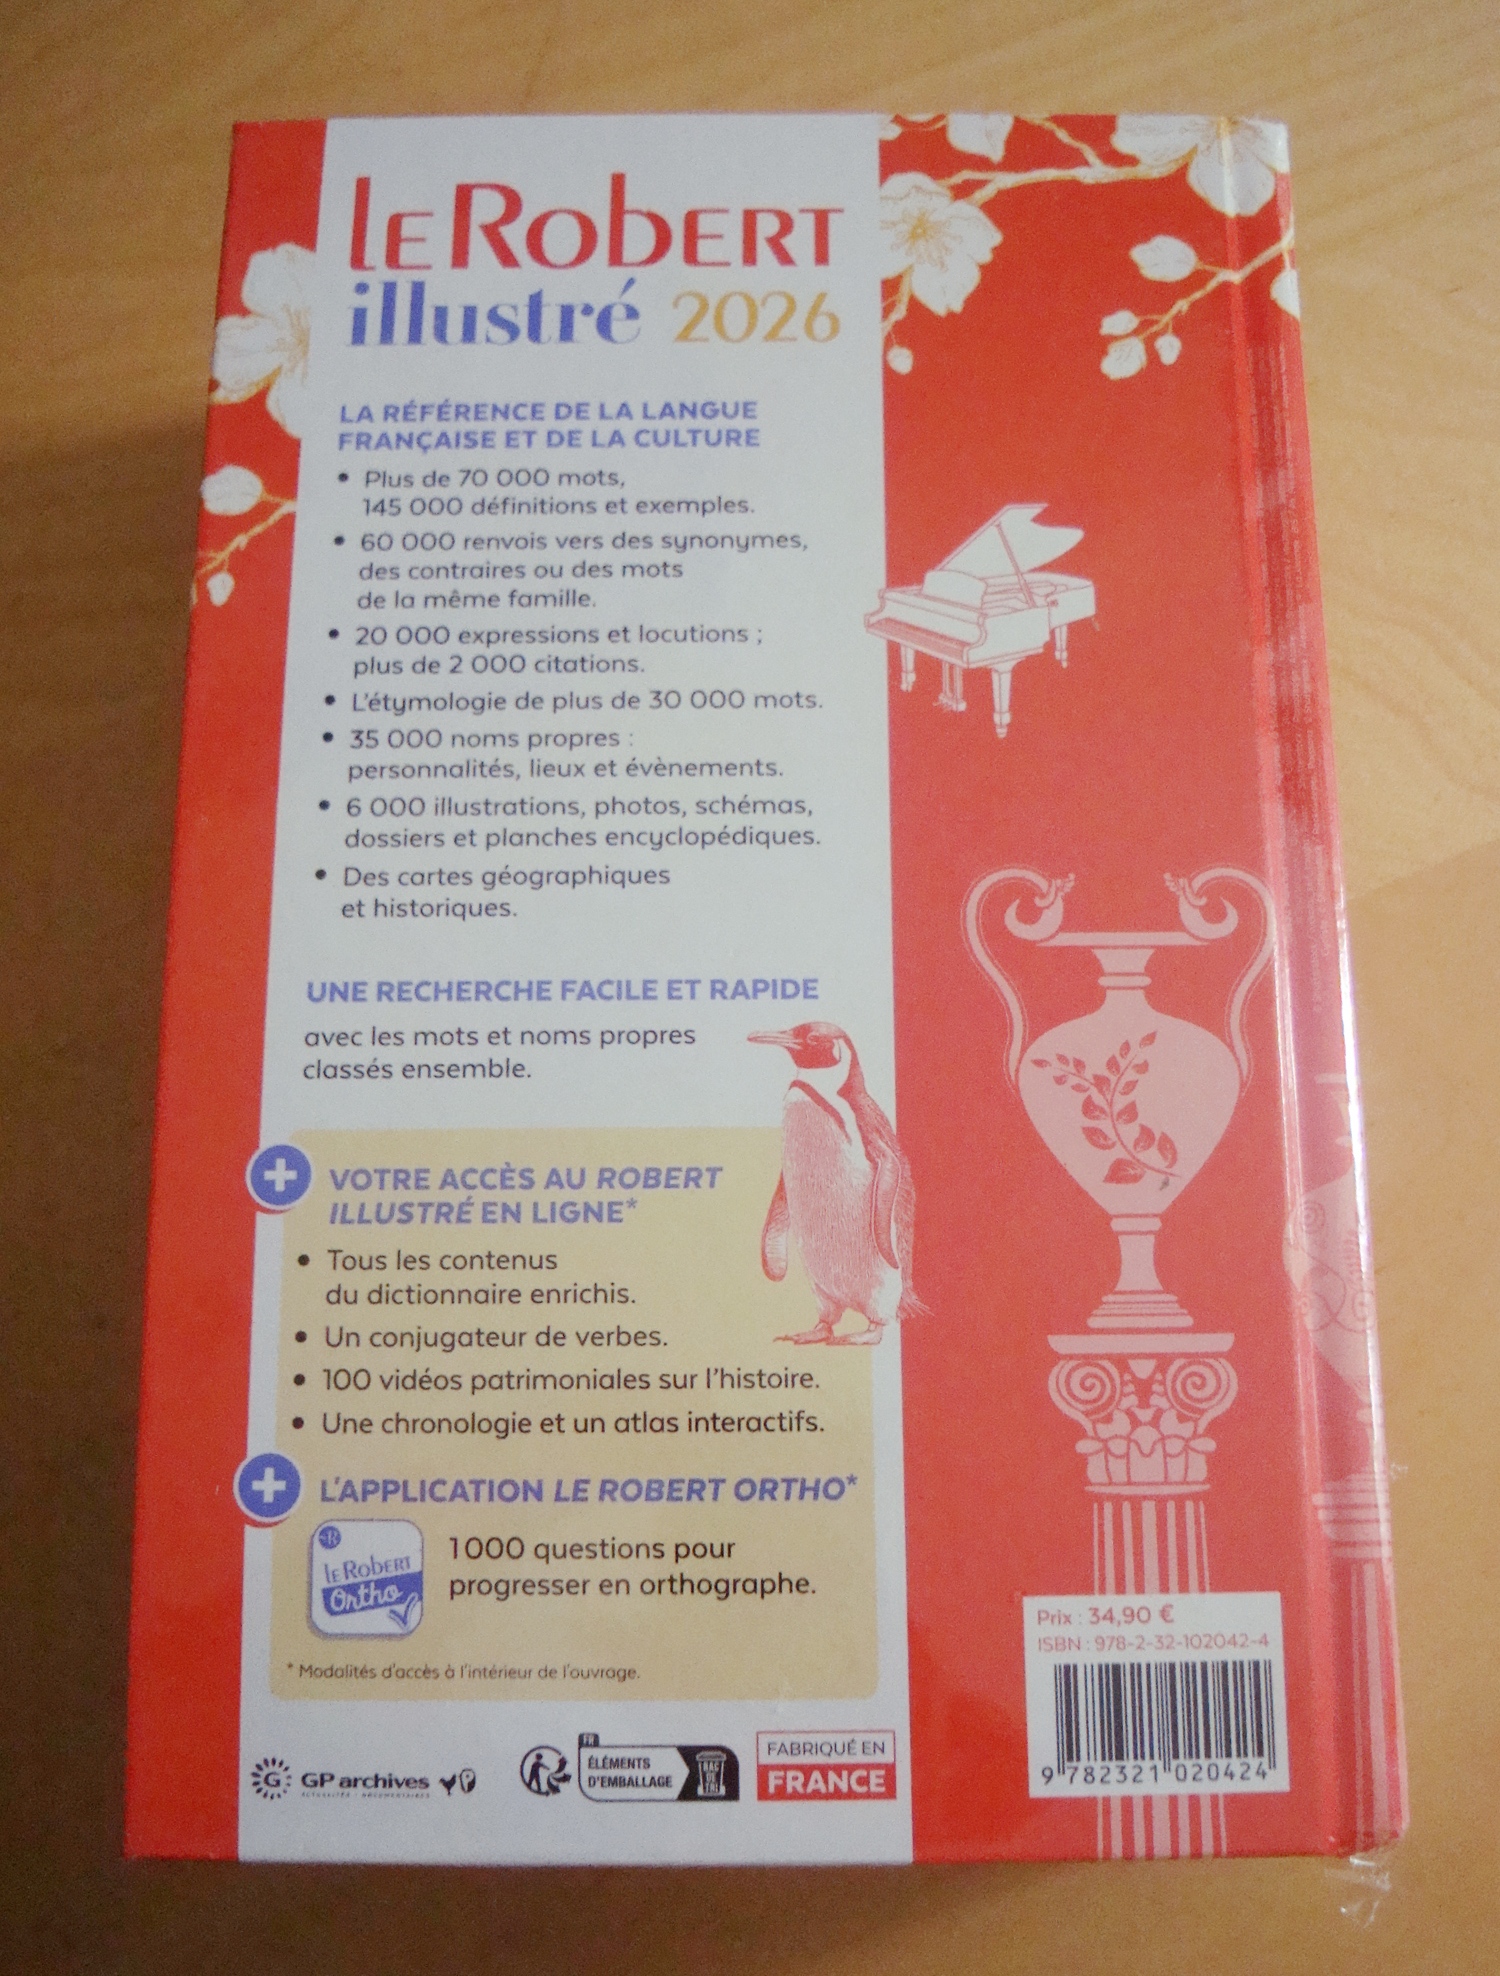 le Robert
illustré 2026
LA RÉFÉRENCE DE LA LANGUE
FRANÇAISE ET DE LA CULTURE
• Plus de 70 000 mots,
145 000 définitions et exemples.
• 60 000 renvois vers des synonymes,
des contraires ou des mots
de la même famille.
• 20 000 expressions et locutions ;
plus de 2 000 citations.
• L'étymologie de plus de 30 000 mots.
• 35 000 noms propres :
personnalités, lieux et évènements.
• 6 000 illustrations, photos, schémas,
dossiers et planches encyclopédiques.
• Des cartes géographiques
et historiques.
UNE RECHERCHE FACILE ET RAPIDE
avec les mots et noms propres
classés ensemble.
+ VOTRE ACCÈS AU ROBERT
ILLUSTRÉ EN LIGNE*
• Tous les contenus
du dictionnaire enrichis.
• Un conjugateur de verbes.
• 100 vidéos patrimoniales sur l'histoire.
• Une chronologie et un atlas interactifs.
+ L'APPLICATION LE ROBERT ORTHO*
R
le Robert
Ortho
1000 questions pour
progresser en orthographe.
* Modalités d'accès à l'intérieur de l'ouvrage.
G GP archives
ACTUALITÉS - DOCUMENTAIRES
FR
ÉLÉMENTS
D'EMBALLAGE
BAC
DE
TRI
FABRIQUÉ EN
FRANCE
Prix : 34,90 €
ISBN : 978-2-32-102042-4
9 782321 020424